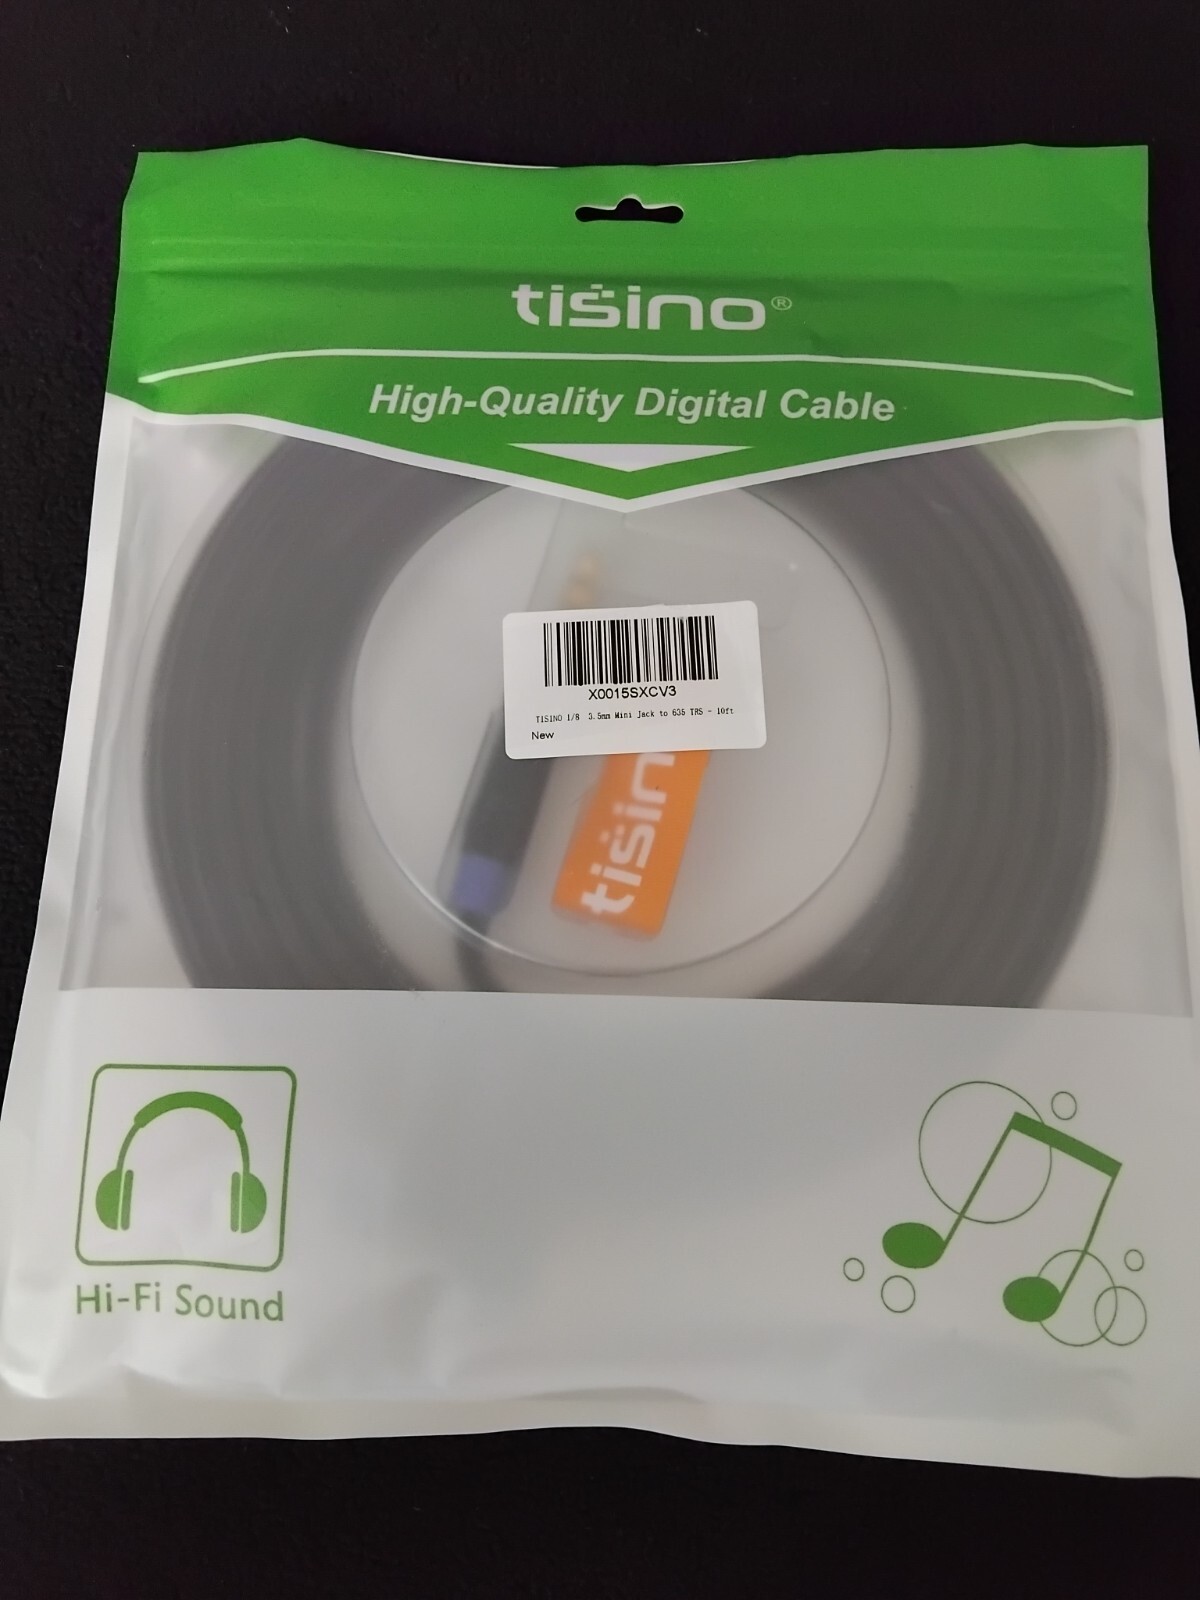 tisino®
High-Quality Digital Cable
X0015SXCV3
TISINO 1/8 3.5mm Mini Jack to 635 TRS - 10ft
New
tisin
Hi-Fi Sound